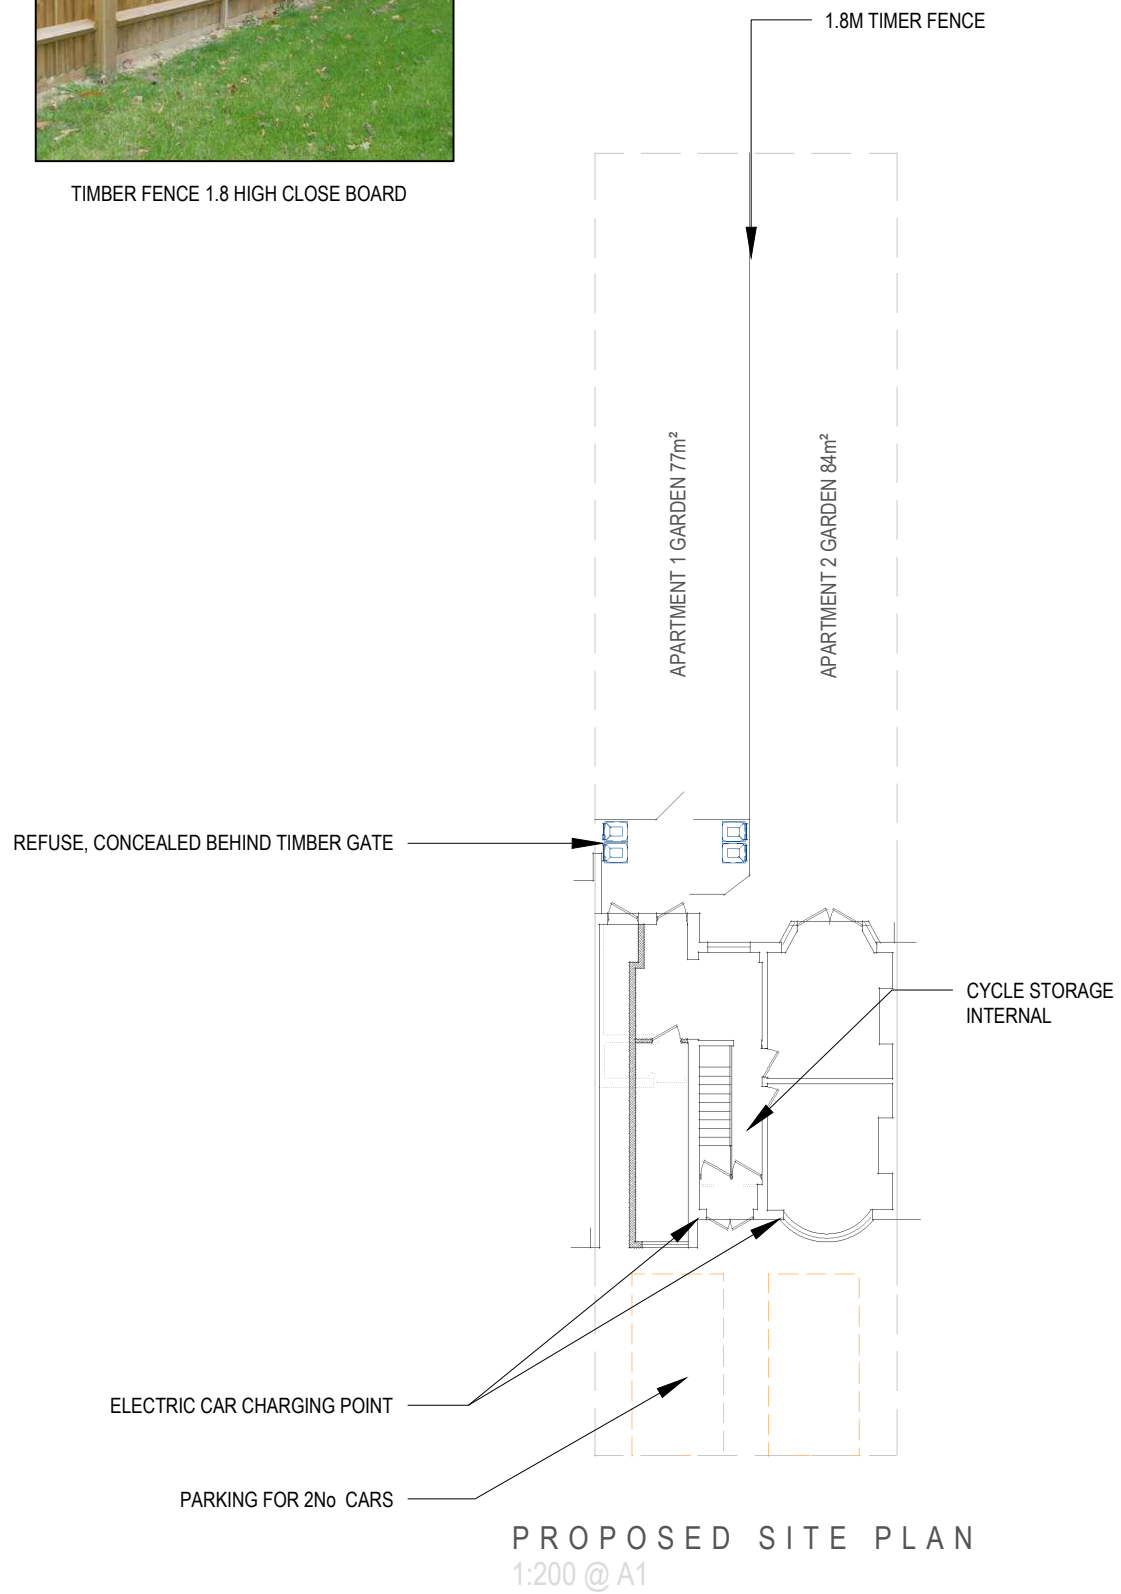 1.8M TIMER FENCE
TIMBER FENCE 1.8 HIGH CLOSE BOARD
APARTMENT 1 GARDEN 77m²
APARTMENT 2 GARDEN 84m²
REFUSE, CONCEALED BEHIND TIMBER GATE
CYCLE STORAGE
INTERNAL
ELECTRIC CAR CHARGING POINT
PARKING FOR 2No CARS
PROPOSED SITE PLAN
1:200 @ A1